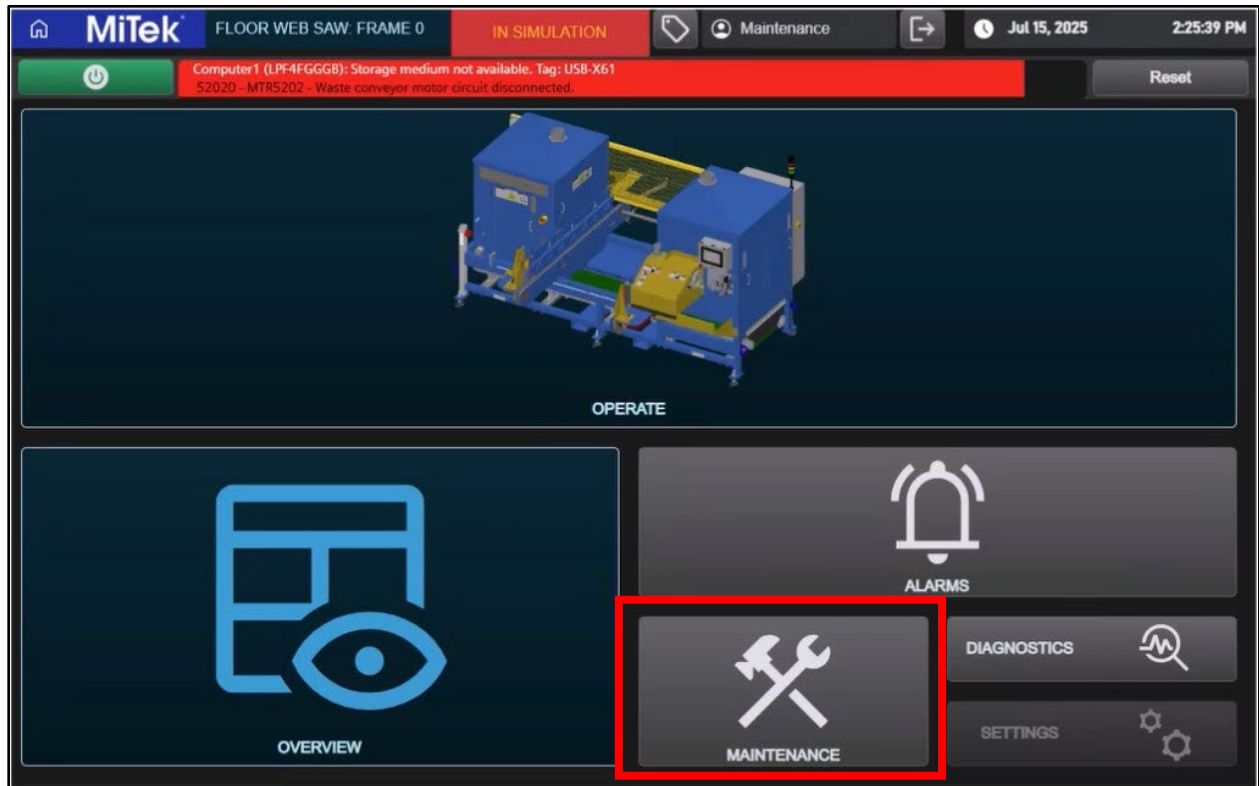 MiTek
FLOOR WEB SAW: FRAME 0
IN SIMULATION
Maintenance
Jul 15, 2025
2:25:39 PM
Computer1 (LPF4FGGGB): Storage medium not available. Tag: USB-X61
52020 - MTR5202 - Waste conveyor motor circuit disconnected.
Reset
OPERATE
OVERVIEW
ALARMS
MAINTENANCE
DIAGNOSTICS
SETTINGS